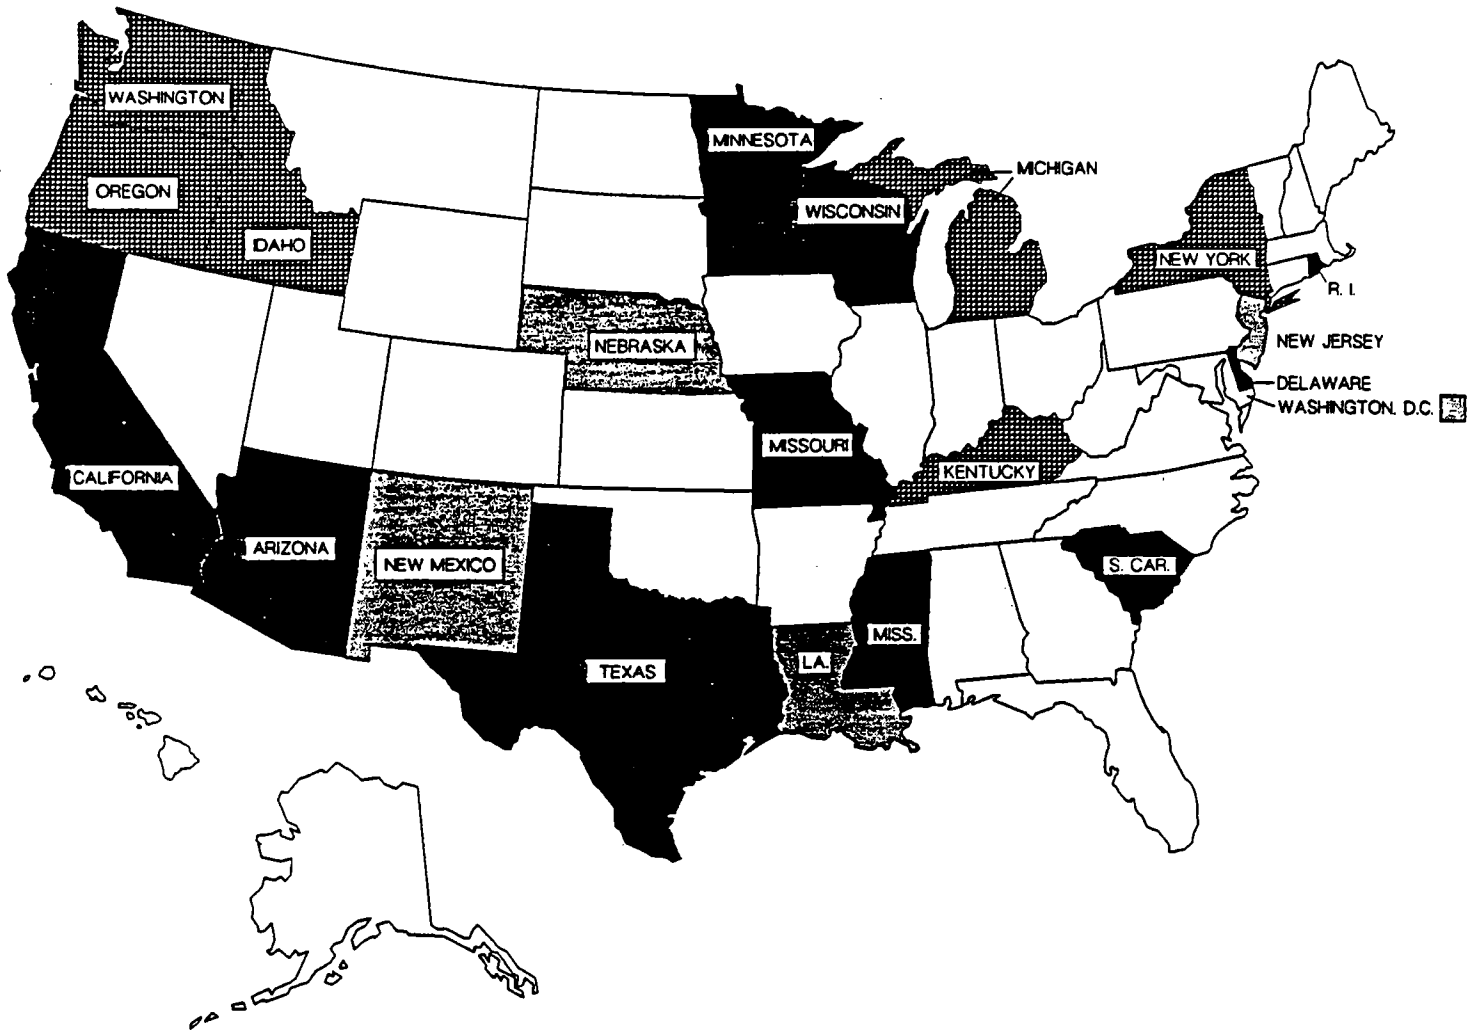 WASHINGTON
MINNESOTA
MICHIGAN
OREGON
WISCONSIN
IDAHO
NEW YORK
R. I.
NEBRASKA
NEW JERSEY
DELAWARE
WASHINGTON. D.C.
MISSOURI
KENTUCKY
CALIFORNIA
ARIZONA
NEW MEXICO
S. CAR.
MISS.
LA.
TEXAS